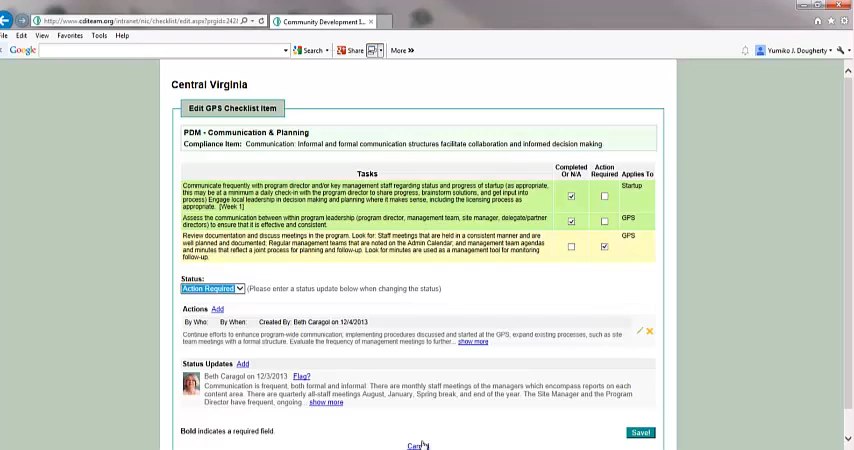 http://www.cditeam.org/intranet/nic/checklist/edit.aspx?prgid=242
Community Development I...
File Edit View Favorites Tools Help
Google Search Share More »
Yumiko J. Dougherty
Central Virginia
Edit GPS Checklist Item
PDM - Communication & Planning
Compliance Item: Communication: Informal and formal communication structures facilitate collaboration and informed decision making
Tasks Completed Or N/A Action Required Applies To
Communicate frequently with program director and/or key management staff regarding status and progress of startup (as appropriate,
this may be at a minimum a daily check-in with the program director to share progress, brainstorm solutions, and get input into
process) Engage local leadership in decision making and planning where it makes sense, including the licensing process as
appropriate. [Week 1]
Startup
Assess the communication between within program leadership (program director, management team, site manager, delegate/partner
directors) to ensure that it is effective and consistent.
GPS
Review documentation and discuss meetings in the program. Look for: Staff meetings that are held in a consistent manner and are
well planned and documented; Regular management teams that are noted on the Admin Calendar; and management team agendas
and minutes that reflect a joint process for planning and follow-up. Look for minutes are used as a management tool for monitoring
follow-up.
GPS
Status:
Action Required (Please enter a status update below when changing the status)
Actions Add
By Who: By When: Created By: Beth Caragol on 12/4/2013
Continue efforts to enhance program-wide communication; implementing procedures discussed and started at the GPS, expand existing processes, such as site
team meetings with a formal structure. Evaluate the frequency of management meetings to further... show more
Status Updates Add
Beth Caragol on 12/3/2013 Flag?
Communication is frequent, both formal and informal. There are monthly staff meetings of the managers which encompass reports on each
content area. There are quarterly all-staff meetings August, January, Spring break, and end of the year. The Site Manager and the Program
Director have frequent, ongoing... show more
Bold indicates a required field.
Save!